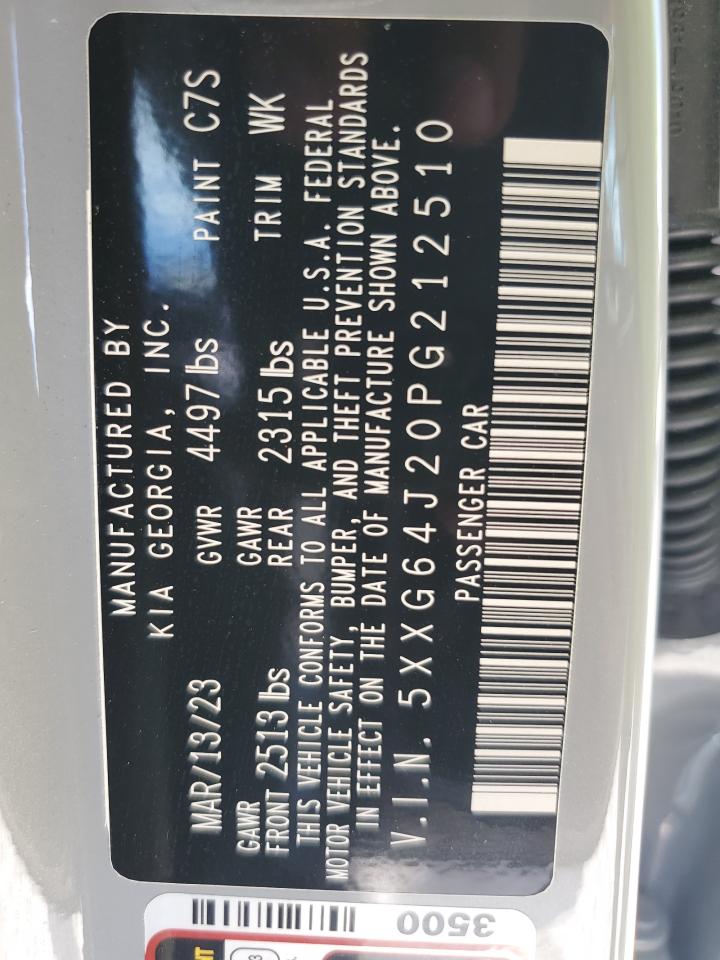 MANUFACTURED BY
KIA GEORGIA, INC.
MAR/13/23 GVWR 4497 lbs PAINT C7S
GAWR FRONT 2513 lbs GAWR REAR 2315 lbs TRIM WK
THIS VEHICLE CONFORMS TO ALL APPLICABLE U.S.A. FEDERAL
MOTOR VEHICLE SAFETY, BUMPER, AND THEFT PREVENTION STANDARDS
IN EFFECT ON THE DATE OF MANUFACTURE SHOWN ABOVE.
V.I.N. 5XXG64J20PG212510
PASSENGER CAR
3500